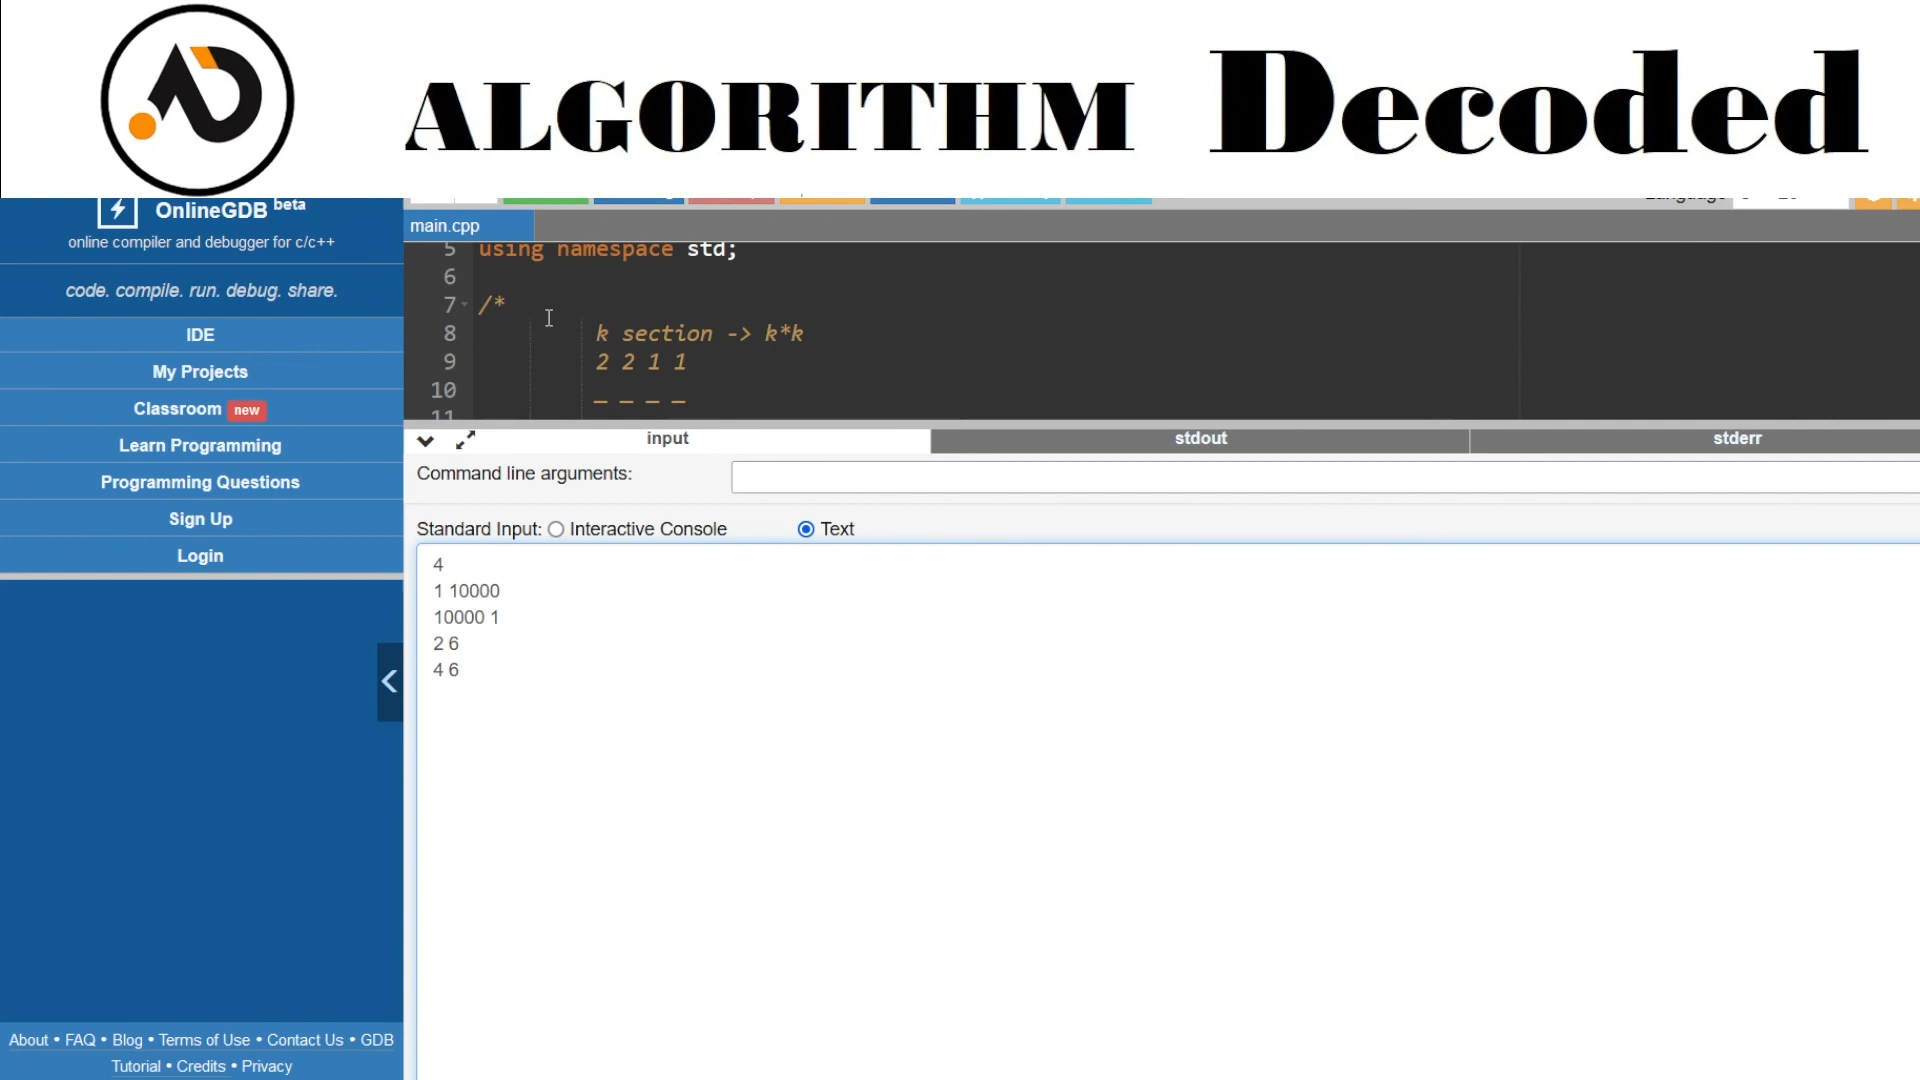 ALGORITHM Decoded
OnlineGDB beta
online compiler and debugger for c/c++
code. compile. run. debug. share.
IDE
My Projects
Classroom new
Learn Programming
Programming Questions
Sign Up
Login
About • FAQ • Blog • Terms of Use • Contact Us • GDB
Tutorial • Credits • Privacy
main.cpp
5 using namespace std;
6
7 /*
8 k section -> k*k
9 2 2 1 1
10 _ _ _ _
11
input stdout stderr
Command line arguments:
Standard Input: Interactive Console Text
4
1 10000
10000 1
2 6
4 6